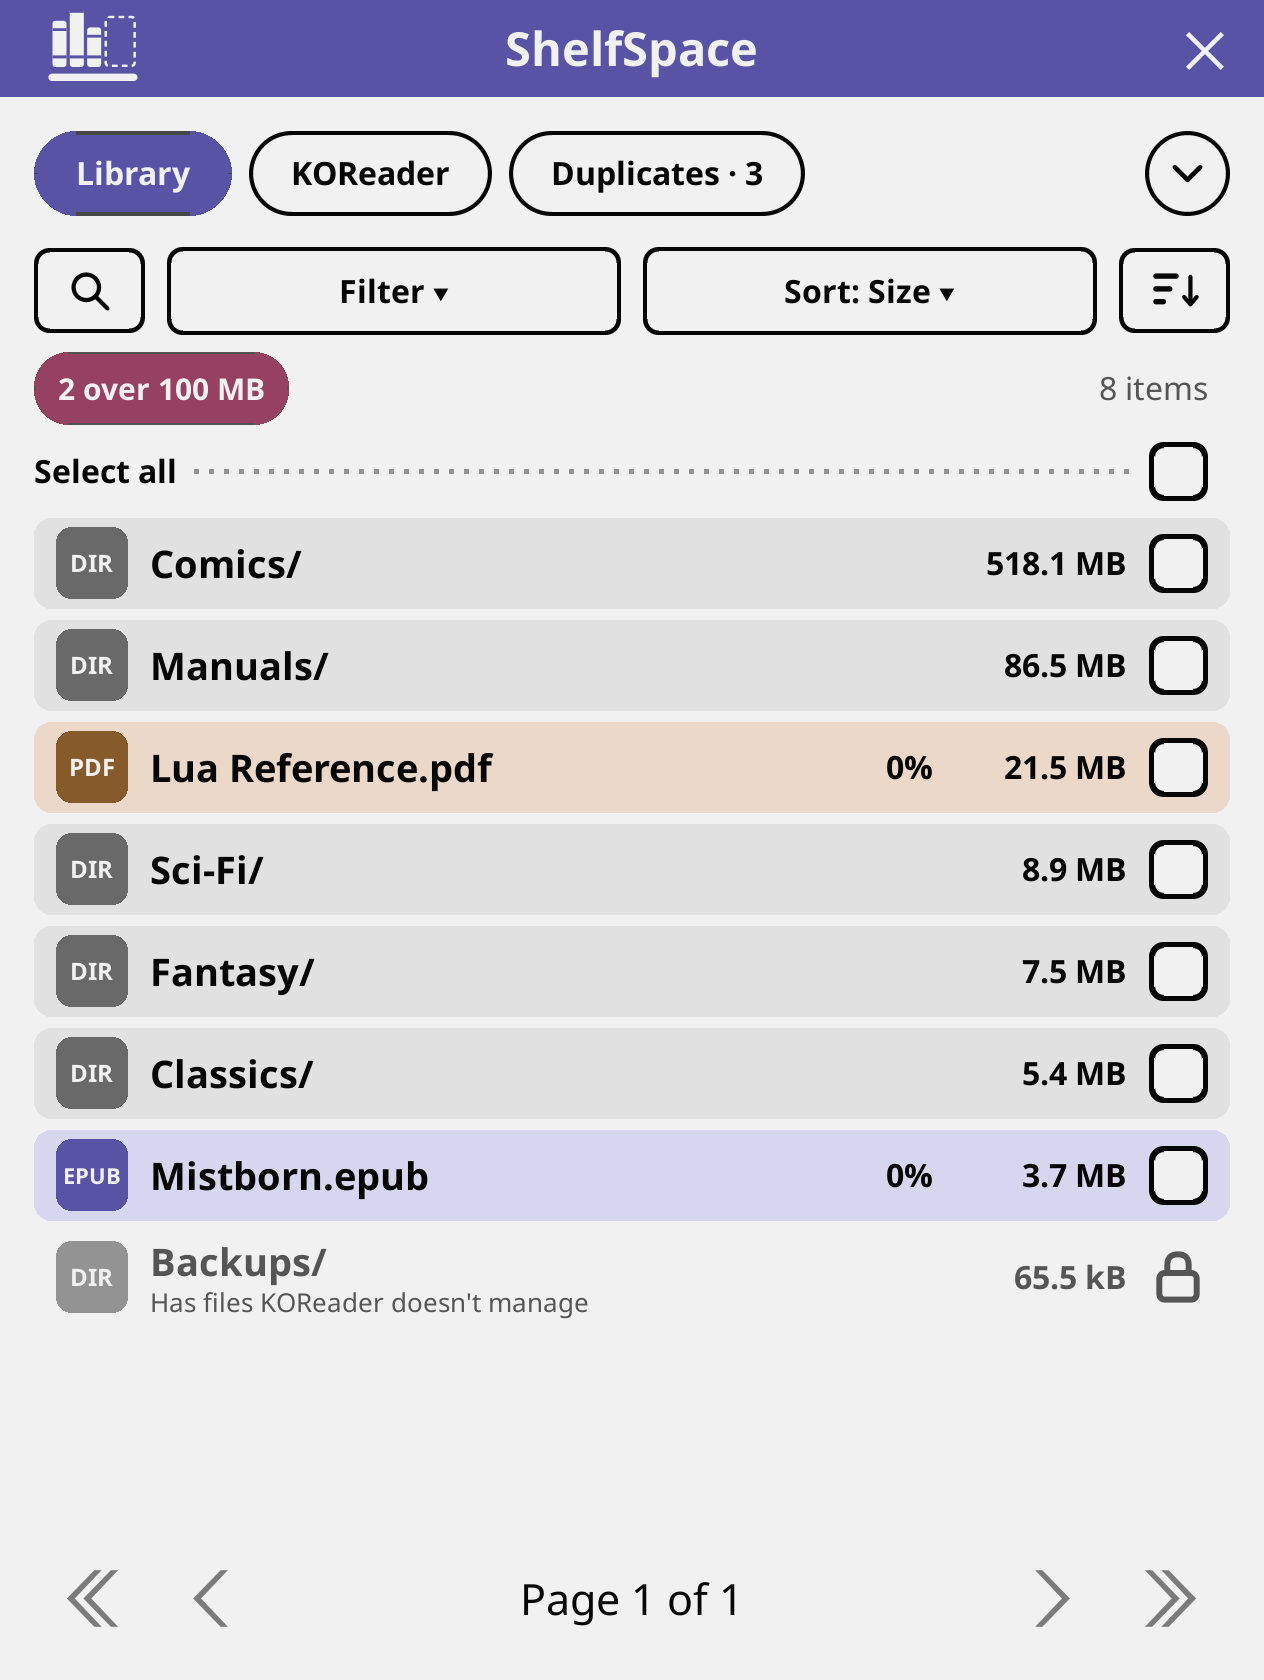 ShelfSpace
Library
KOReader
Duplicates · 3
Filter ▾
Sort: Size ▾
2 over 100 MB
8 items
Select all
DIR Comics/ 518.1 MB
DIR Manuals/ 86.5 MB
PDF Lua Reference.pdf 0% 21.5 MB
DIR Sci-Fi/ 8.9 MB
DIR Fantasy/ 7.5 MB
DIR Classics/ 5.4 MB
EPUB Mistborn.epub 0% 3.7 MB
DIR Backups/ 65.5 kB
Has files KOReader doesn't manage
Page 1 of 1